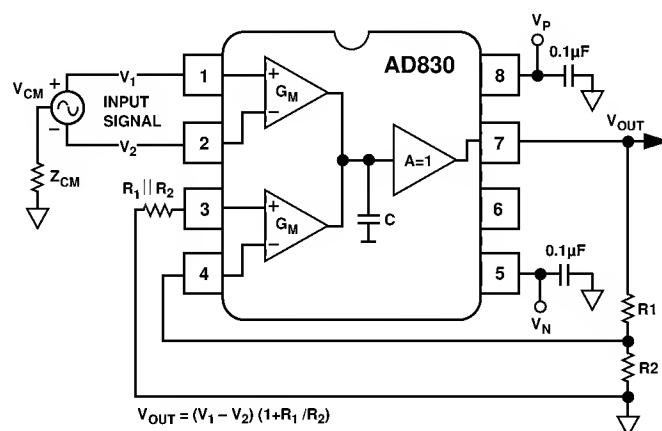 V_P
0.1µF
AD830
V_CM
+
−
V_1
INPUT
SIGNAL
V_2
1
+
−
G_M
8
2
A=1
7
V_OUT
Z_CM
R_1 || R_2
3
+
−
G_M
C
6
4
5
0.1µF
V_N
R1
R2
V_OUT = (V_1 − V_2) (1+R_1/R_2)